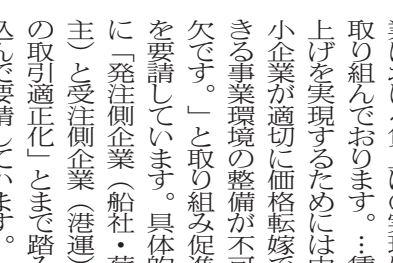 取り組んでおります。…賃
上げを実現するためには中
小企業が適切に価格転嫁で
きる事業環境の整備が不可
欠です。」と取り組み促進
を要請しています。具体的
に「発注側企業（船社・荷
主）と受注側企業（港運）
の取引適正化」とまで踏み
込んで要請しています。